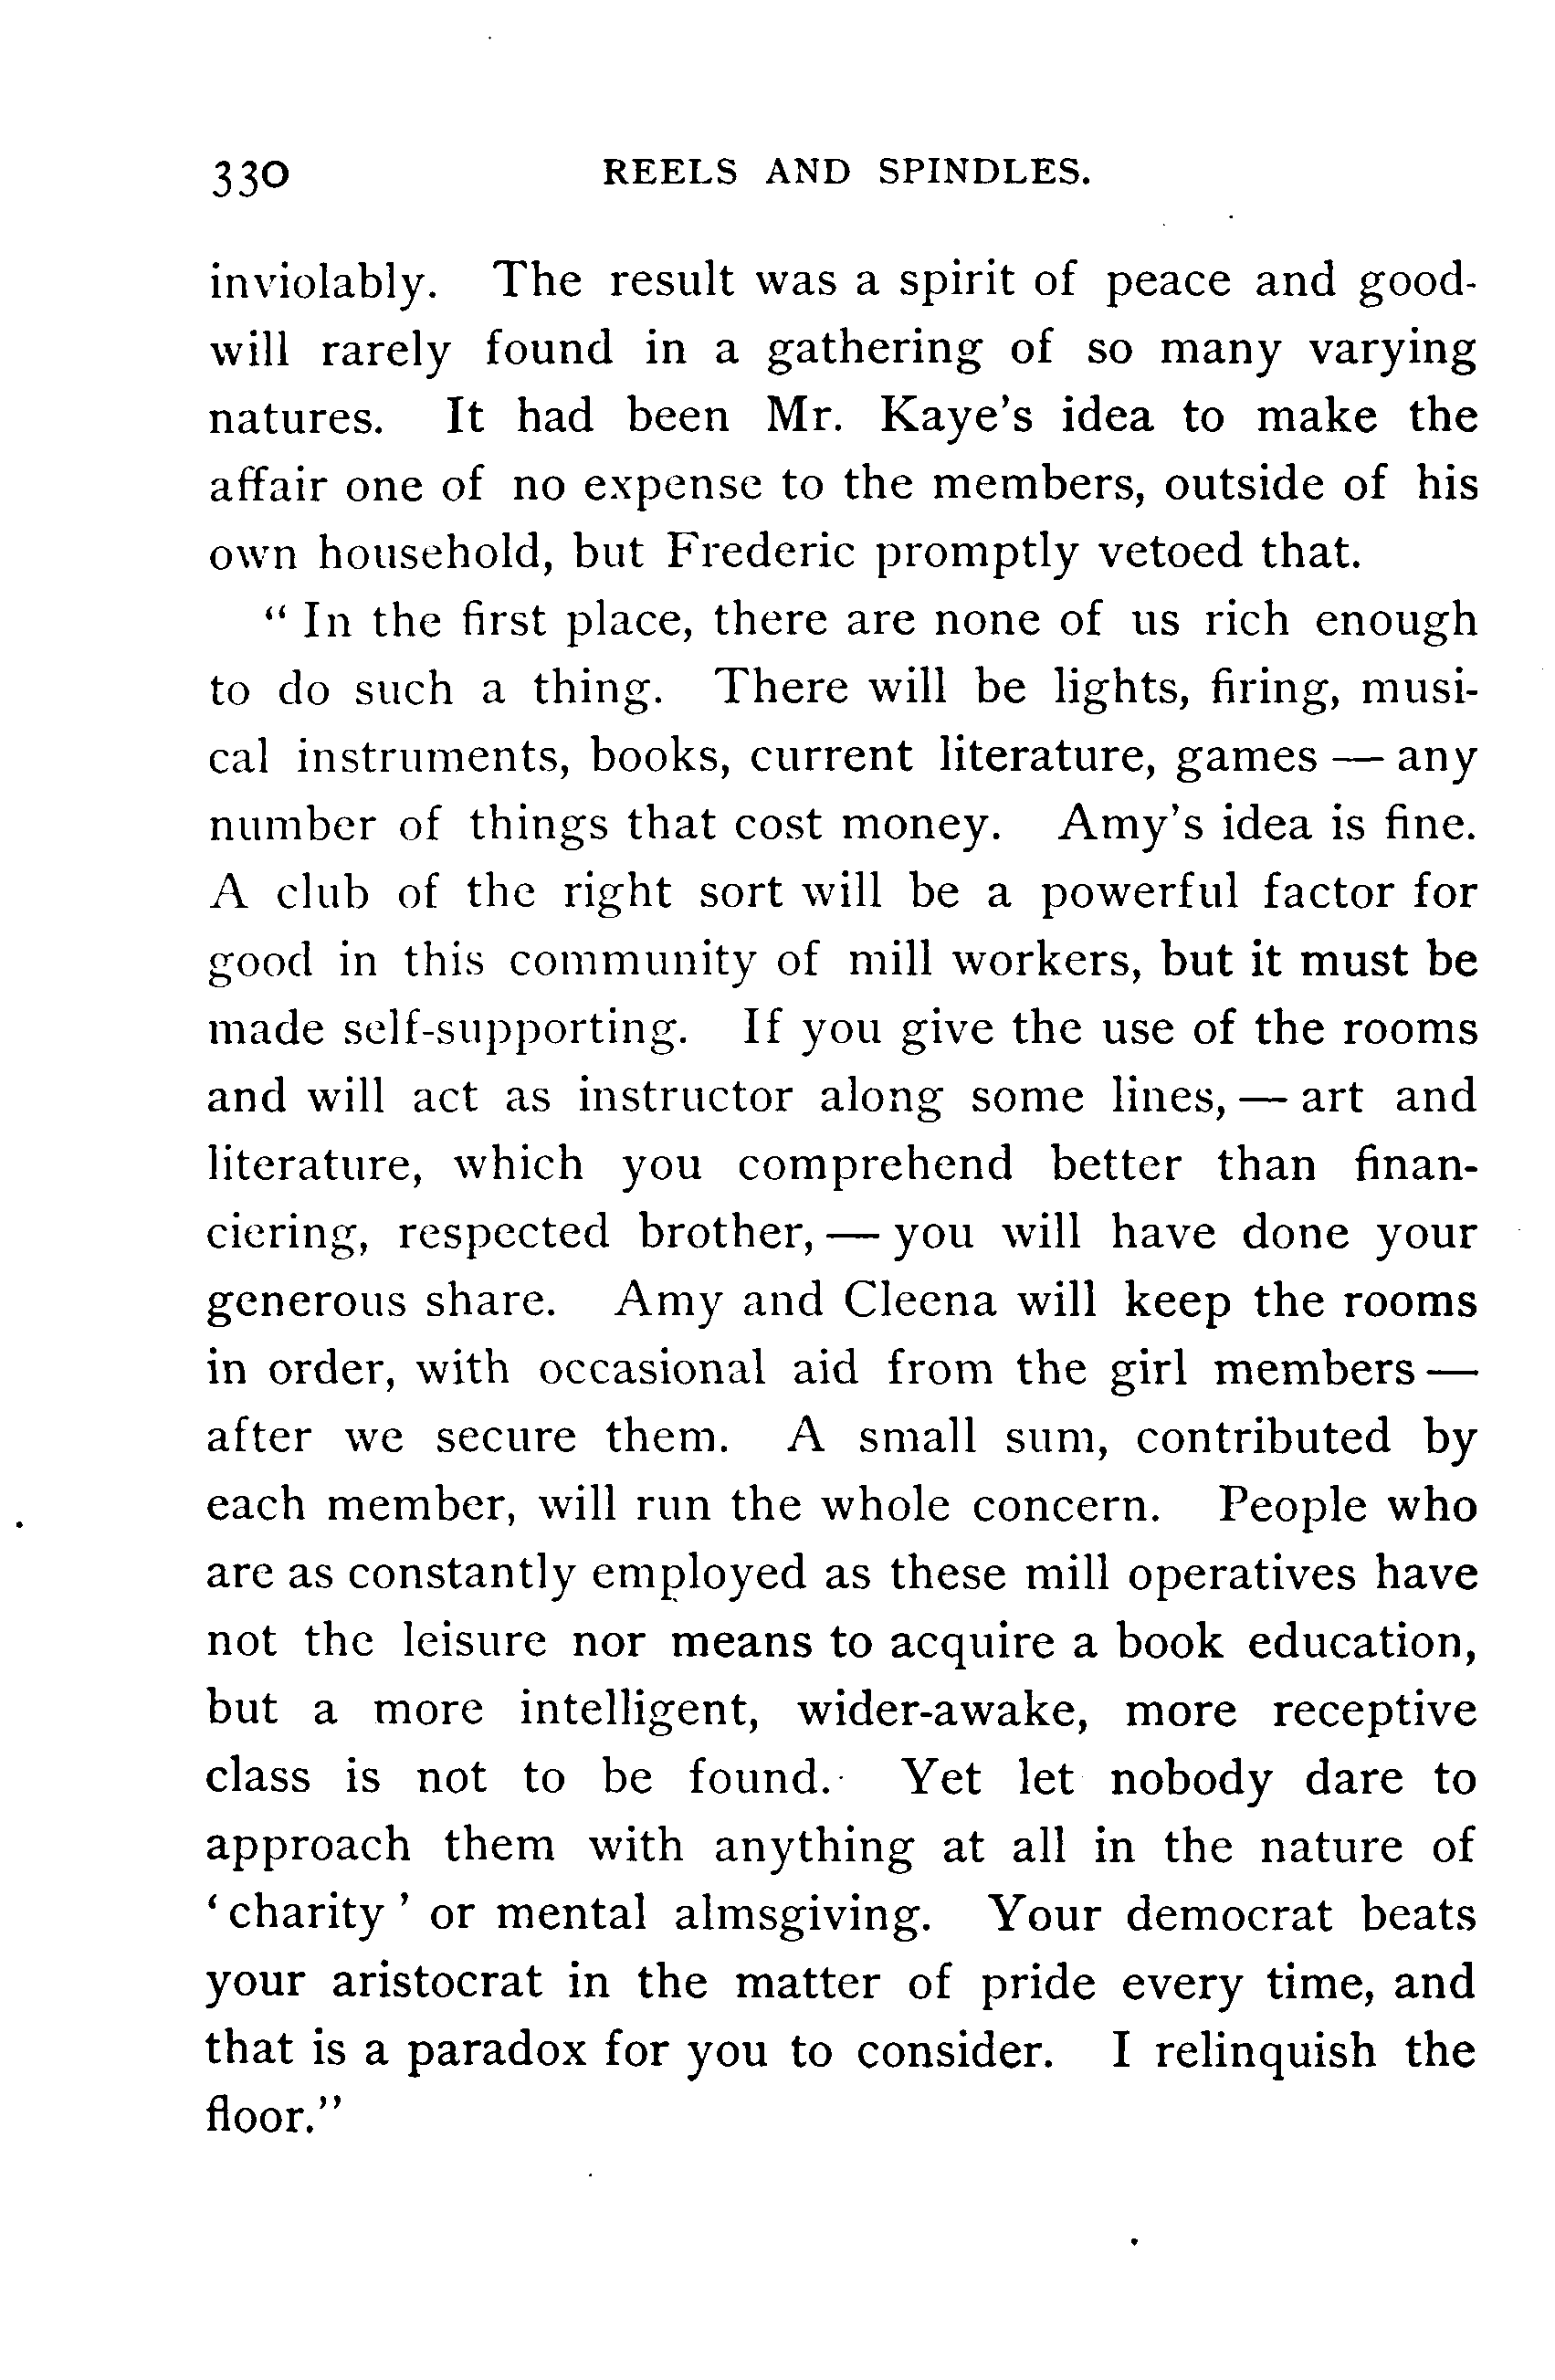 330 REELS AND SPINDLES.
inviolably. The result was a spirit of peace and good-
will rarely found in a gathering of so many varying
natures. It had been Mr. Kaye's idea to make the
affair one of no expense to the members, outside of his
own household, but Frederic promptly vetoed that.
“ In the first place, there are none of us rich enough
to do such a thing. There will be lights, firing, musi-
cal instruments, books, current literature, games — any
number of things that cost money. Amy's idea is fine.
A club of the right sort will be a powerful factor for
good in this community of mill workers, but it must be
made self-supporting. If you give the use of the rooms
and will act as instructor along some lines, — art and
literature, which you comprehend better than finan-
ciering, respected brother, — you will have done your
generous share. Amy and Cleena will keep the rooms
in order, with occasional aid from the girl members —
after we secure them. A small sum, contributed by
each member, will run the whole concern. People who
are as constantly employed as these mill operatives have
not the leisure nor means to acquire a book education,
but a more intelligent, wider-awake, more receptive
class is not to be found. Yet let nobody dare to
approach them with anything at all in the nature of
‘ charity ’ or mental almsgiving. Your democrat beats
your aristocrat in the matter of pride every time, and
that is a paradox for you to consider. I relinquish the
floor.”